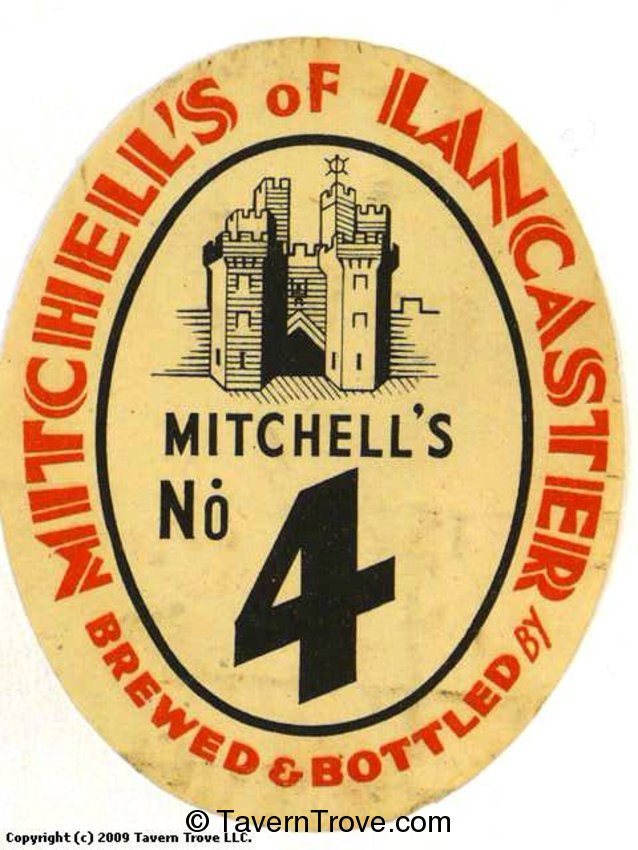 MITCHELL'S OF LANCASTER
MITCHELL'S
No
4
BREWED & BOTTLED BY
Copyright (c) 2009 Tavern Trove LLC.
© TavernTrove.com